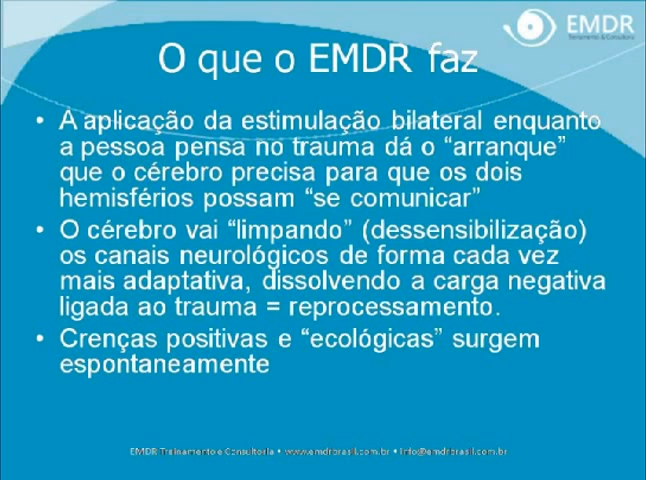 EMDR
Treinamento & Consultoria
O que o EMDR faz
• A aplicação da estimulação bilateral enquanto
a pessoa pensa no trauma dá o “arranque”
que o cérebro precisa para que os dois
hemisférios possam “se comunicar”
• O cérebro vai “limpando” (dessensibilização)
os canais neurológicos de forma cada vez
mais adaptativa, dissolvendo a carga negativa
ligada ao trauma = reprocessamento.
• Crenças positivas e “ecológicas” surgem
espontaneamente
EMDR Treinamento e Consultoria • www.emdrbrasil.com.br • info@emdrbrasil.com.br